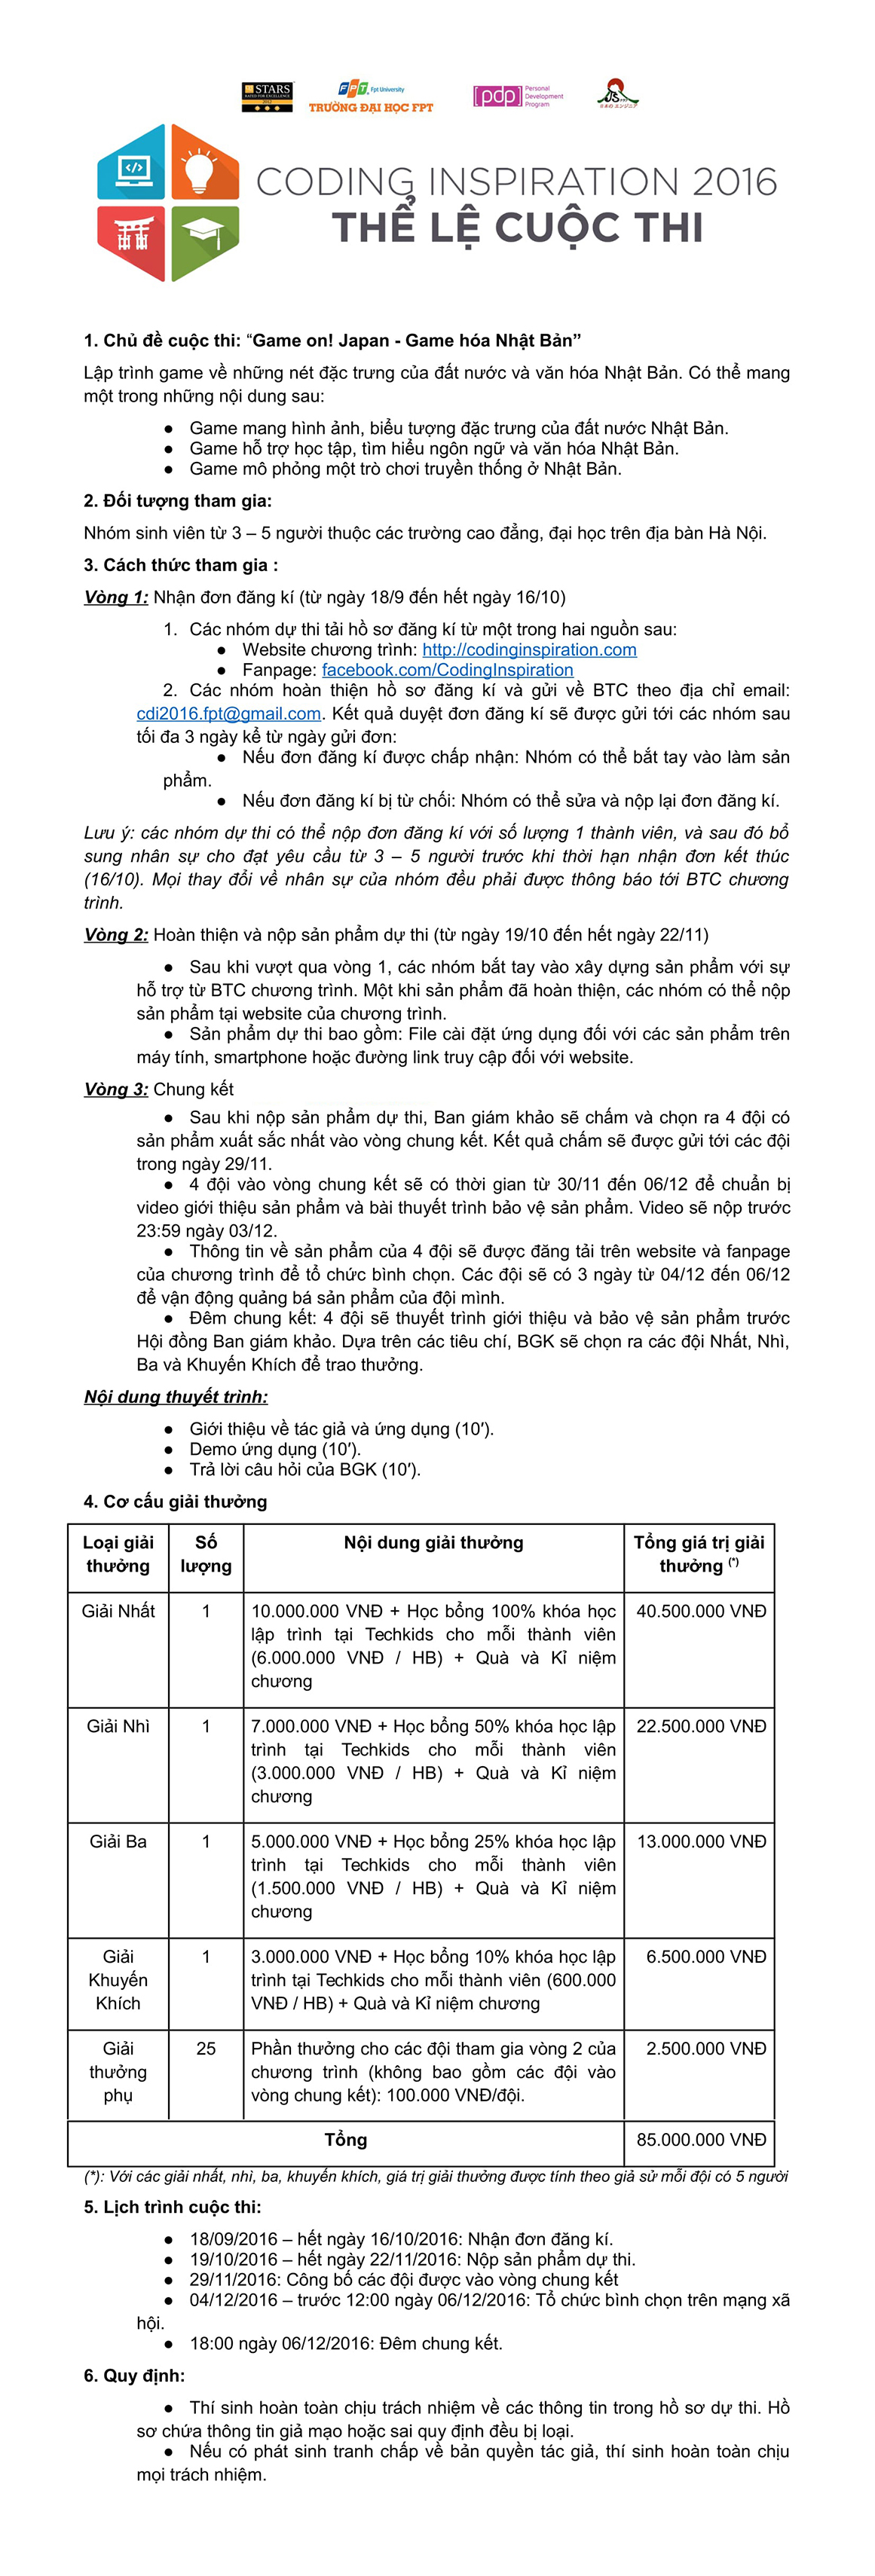 STARS
RATED FOR EXCELLENCE
2012
FPT Fpt University
TRƯỜNG ĐẠI HỌC FPT
[pdp] Personal
Development
Program
JS
日本のエンジニア
</>
CODING INSPIRATION 2016
THỂ LỆ CUỘC THI
1. Chủ đề cuộc thi: “Game on! Japan - Game hóa Nhật Bản”
Lập trình game về những nét đặc trưng của đất nước và văn hóa Nhật Bản. Có thể mang
một trong những nội dung sau:
● Game mang hình ảnh, biểu tượng đặc trưng của đất nước Nhật Bản.
● Game hỗ trợ học tập, tìm hiểu ngôn ngữ và văn hóa Nhật Bản.
● Game mô phỏng một trò chơi truyền thống ở Nhật Bản.
2. Đối tượng tham gia:
Nhóm sinh viên từ 3 – 5 người thuộc các trường cao đẳng, đại học trên địa bàn Hà Nội.
3. Cách thức tham gia :
Vòng 1: Nhận đơn đăng kí (từ ngày 18/9 đến hết ngày 16/10)
1. Các nhóm dự thi tải hồ sơ đăng kí từ một trong hai nguồn sau:
● Website chương trình: http://codinginspiration.com
● Fanpage: facebook.com/CodingInspiration
2. Các nhóm hoàn thiện hồ sơ đăng kí và gửi về BTC theo địa chỉ email:
cdi2016.fpt@gmail.com. Kết quả duyệt đơn đăng kí sẽ được gửi tới các nhóm sau
tối đa 3 ngày kể từ ngày gửi đơn:
● Nếu đơn đăng kí được chấp nhận: Nhóm có thể bắt tay vào làm sản
phẩm.
● Nếu đơn đăng kí bị từ chối: Nhóm có thể sửa và nộp lại đơn đăng kí.
Lưu ý: các nhóm dự thi có thể nộp đơn đăng kí với số lượng 1 thành viên, và sau đó bổ
sung nhân sự cho đạt yêu cầu từ 3 – 5 người trước khi thời hạn nhận đơn kết thúc
(16/10). Mọi thay đổi về nhân sự của nhóm đều phải được thông báo tới BTC chương
trình.
Vòng 2: Hoàn thiện và nộp sản phẩm dự thi (từ ngày 19/10 đến hết ngày 22/11)
● Sau khi vượt qua vòng 1, các nhóm bắt tay vào xây dựng sản phẩm với sự
hỗ trợ từ BTC chương trình. Một khi sản phẩm đã hoàn thiện, các nhóm có thể nộp
sản phẩm tại website của chương trình.
● Sản phẩm dự thi bao gồm: File cài đặt ứng dụng đối với các sản phẩm trên
máy tính, smartphone hoặc đường link truy cập đối với website.
Vòng 3: Chung kết
● Sau khi nộp sản phẩm dự thi, Ban giám khảo sẽ chấm và chọn ra 4 đội có
sản phẩm xuất sắc nhất vào vòng chung kết. Kết quả chấm sẽ được gửi tới các đội
trong ngày 29/11.
● 4 đội vào vòng chung kết sẽ có thời gian từ 30/11 đến 06/12 để chuẩn bị
video giới thiệu sản phẩm và bài thuyết trình bảo vệ sản phẩm. Video sẽ nộp trước
23:59 ngày 03/12.
● Thông tin về sản phẩm của 4 đội sẽ được đăng tải trên website và fanpage
của chương trình để tổ chức bình chọn. Các đội sẽ có 3 ngày từ 04/12 đến 06/12
để vận động quảng bá sản phẩm của đội mình.
● Đêm chung kết: 4 đội sẽ thuyết trình giới thiệu và bảo vệ sản phẩm trước
Hội đồng Ban giám khảo. Dựa trên các tiêu chí, BGK sẽ chọn ra các đội Nhất, Nhì,
Ba và Khuyến Khích để trao thưởng.
Nội dung thuyết trình:
● Giới thiệu về tác giả và ứng dụng (10′).
● Demo ứng dụng (10′).
● Trả lời câu hỏi của BGK (10′).
4. Cơ cấu giải thưởng
Loại giải Số Nội dung giải thưởng Tổng giá trị giải
thưởng lượng thưởng (*)
Giải Nhất 1 10.000.000 VNĐ + Học bổng 100% khóa học 40.500.000 VNĐ
lập trình tại Techkids cho mỗi thành viên
(6.000.000 VNĐ / HB) + Quà và Kỉ niệm
chương
Giải Nhì 1 7.000.000 VNĐ + Học bổng 50% khóa học lập 22.500.000 VNĐ
trình tại Techkids cho mỗi thành viên
(3.000.000 VNĐ / HB) + Quà và Kỉ niệm
chương
Giải Ba 1 5.000.000 VNĐ + Học bổng 25% khóa học lập 13.000.000 VNĐ
trình tại Techkids cho mỗi thành viên
(1.500.000 VNĐ / HB) + Quà và Kỉ niệm
chương
Giải 1 3.000.000 VNĐ + Học bổng 10% khóa học lập 6.500.000 VNĐ
Khuyến trình tại Techkids cho mỗi thành viên (600.000
Khích VNĐ / HB) + Quà và Kỉ niệm chương
Giải 25 Phần thưởng cho các đội tham gia vòng 2 của 2.500.000 VNĐ
thưởng chương trình (không bao gồm các đội vào
phụ vòng chung kết): 100.000 VNĐ/đội.
Tổng 85.000.000 VNĐ
(*): Với các giải nhất, nhì, ba, khuyến khích, giá trị giải thưởng được tính theo giả sử mỗi đội có 5 người
5. Lịch trình cuộc thi:
● 18/09/2016 – hết ngày 16/10/2016: Nhận đơn đăng kí.
● 19/10/2016 – hết ngày 22/11/2016: Nộp sản phẩm dự thi.
● 29/11/2016: Công bố các đội được vào vòng chung kết
● 04/12/2016 – trước 12:00 ngày 06/12/2016: Tổ chức bình chọn trên mạng xã
hội.
● 18:00 ngày 06/12/2016: Đêm chung kết.
6. Quy định:
● Thí sinh hoàn toàn chịu trách nhiệm về các thông tin trong hồ sơ dự thi. Hồ
sơ chứa thông tin giả mạo hoặc sai quy định đều bị loại.
● Nếu có phát sinh tranh chấp về bản quyền tác giả, thí sinh hoàn toàn chịu
mọi trách nhiệm.